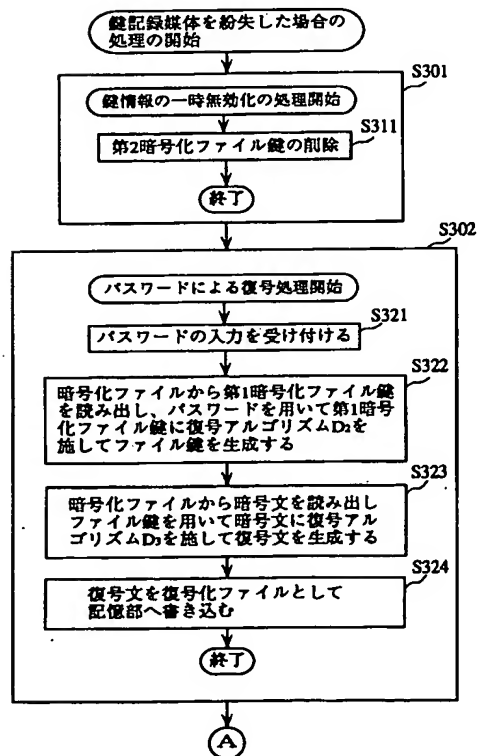 鍵記録媒体を紛失した場合の
処理の開始
S301
鍵情報の一時無効化の処理開始
S311
第2暗号化ファイル鍵の削除
終了
S302
パスワードによる復号処理開始
S321
パスワードの入力を受け付ける
S322
暗号化ファイルから第1暗号化ファイル鍵
を読み出し、パスワードを用いて第1暗号
化ファイル鍵に復号アルゴリズムD2を
施してファイル鍵を生成する
S323
暗号化ファイルから暗号文を読み出し
ファイル鍵を用いて暗号文に復号アル
ゴリズムD3を施して復号文を生成する
S324
復号文を復号化ファイルとして
記憶部へ書き込む
終了
A